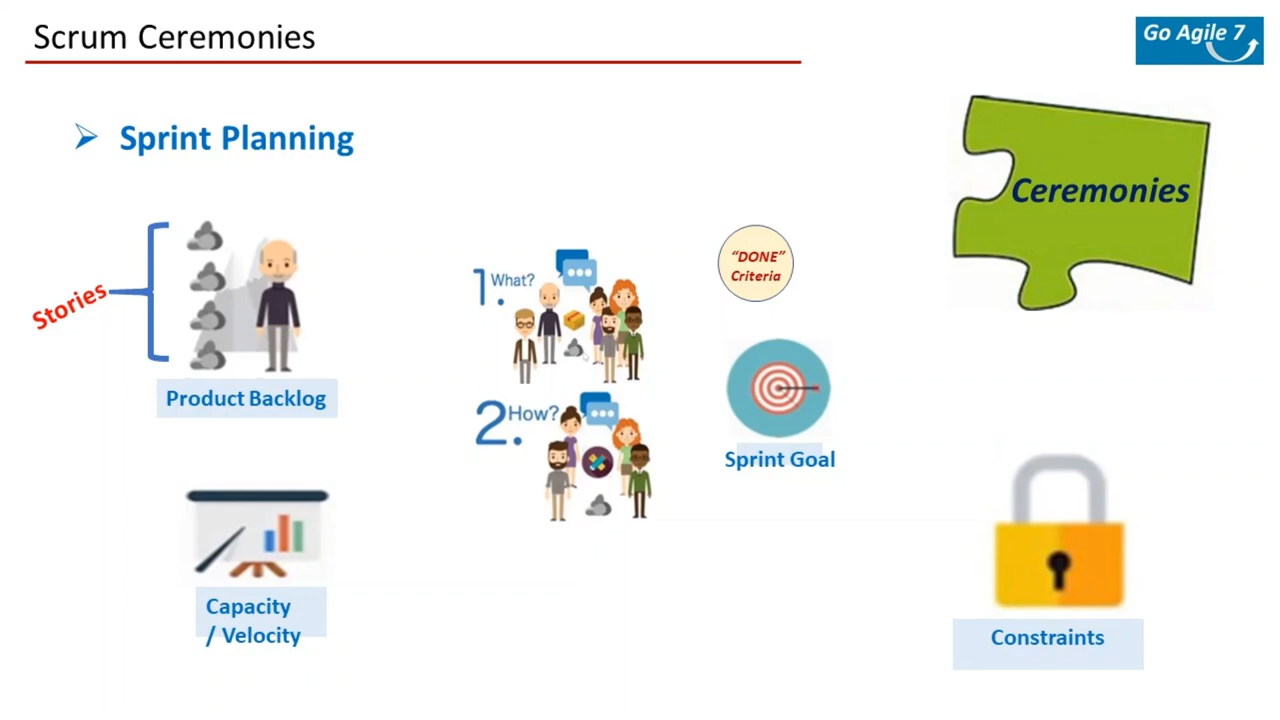 Scrum Ceremonies
Go Agile 7
Sprint Planning
Ceremonies
Stories
Product Backlog
1. What?
2. How?
“DONE”
Criteria
Sprint Goal
Capacity
/ Velocity
Constraints